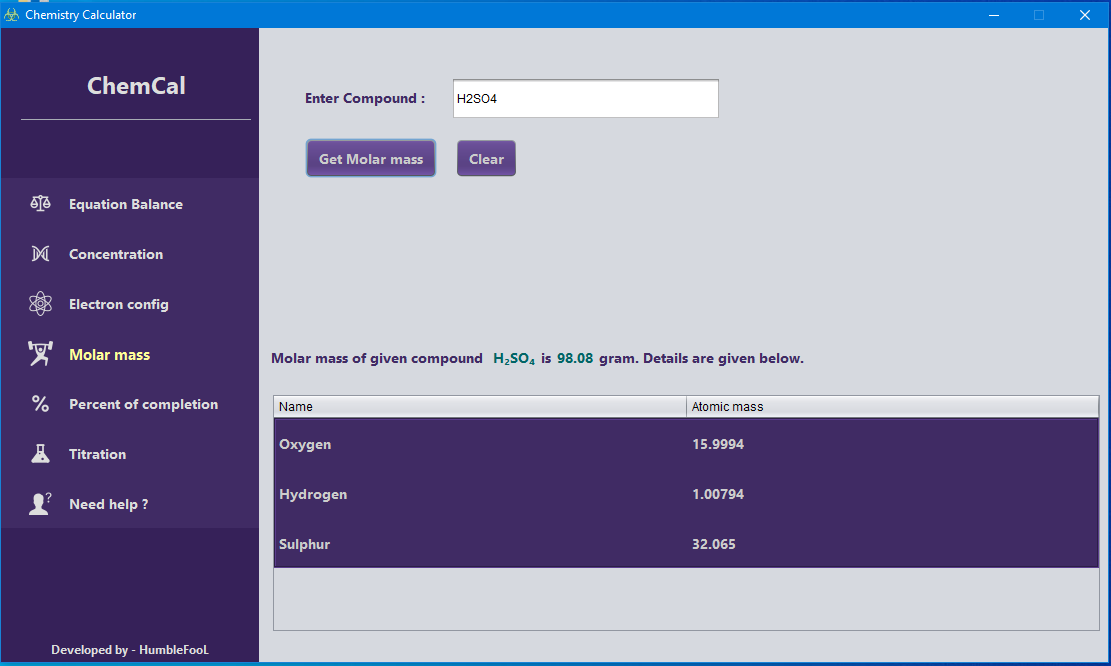 Chemistry Calculator
ChemCal
Equation Balance
Concentration
Electron config
Molar mass
Percent of completion
Titration
Need help ?
Developed by - HumbleFooL
Enter Compound : H2SO4
Get Molar mass Clear
Molar mass of given compound H₂SO₄ is 98.08 gram. Details are given below.
Name Atomic mass
Oxygen 15.9994
Hydrogen 1.00794
Sulphur 32.065